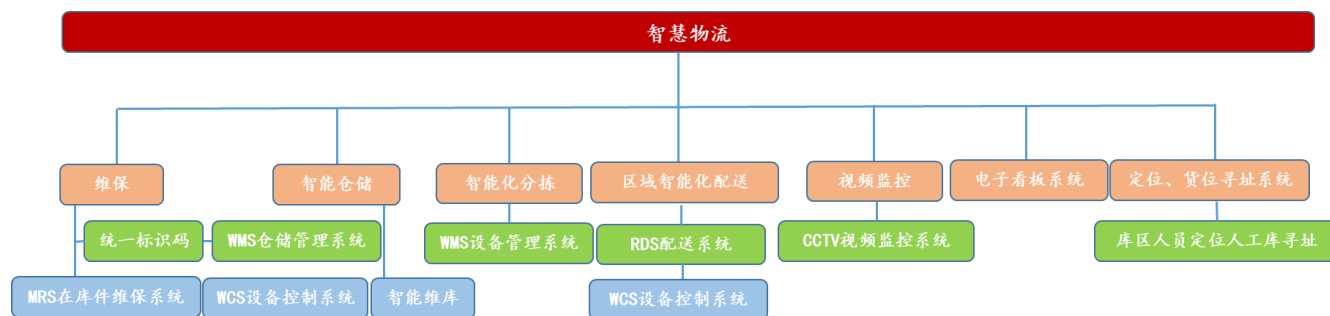 智慧物流
维保
智能仓储
智能化分拣
区域智能化配送
视频监控
电子看板系统
定位、货位寻址系统
统一标识码
WMS仓储管理系统
WMS设备管理系统
RDS配送系统
CCTV视频监控系统
库区人员定位人工库寻址
MRS在库件维保系统
WCS设备控制系统
智能维库
WCS设备控制系统